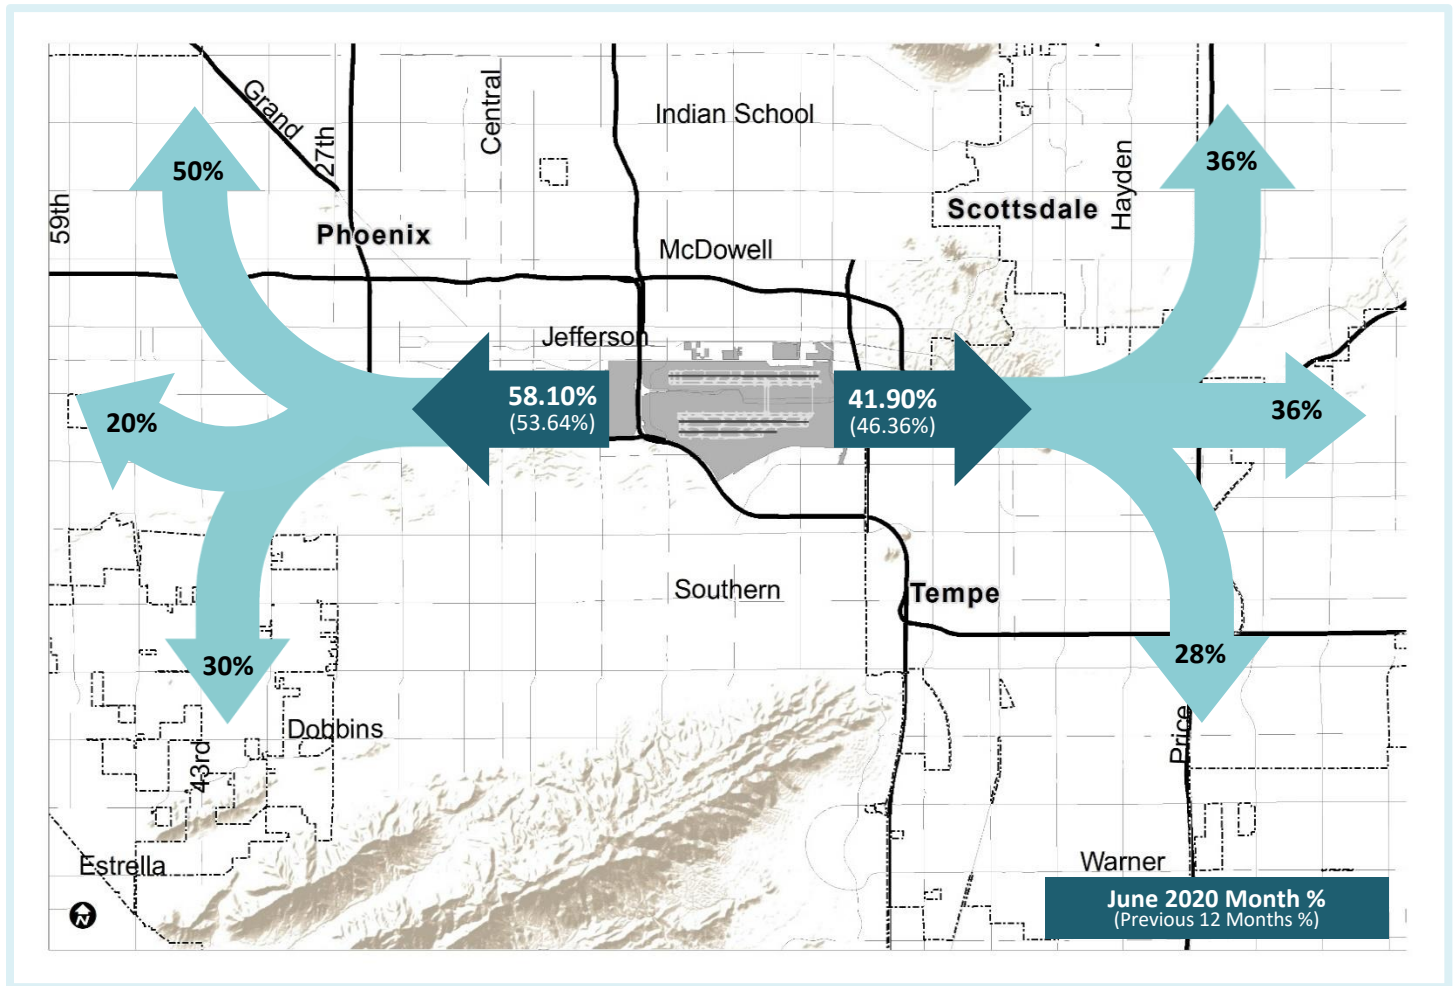 Grand
27th
Central
Indian School
Hayden
50%
36%
59th
Phoenix
Scottsdale
McDowell
Jefferson
58.10%
(53.64%)
41.90%
(46.36%)
20%
36%
Southern
Tempe
30%
28%
Dobbins
43rd
Price
Estrella
Warner
N
June 2020 Month %
(Previous 12 Months %)